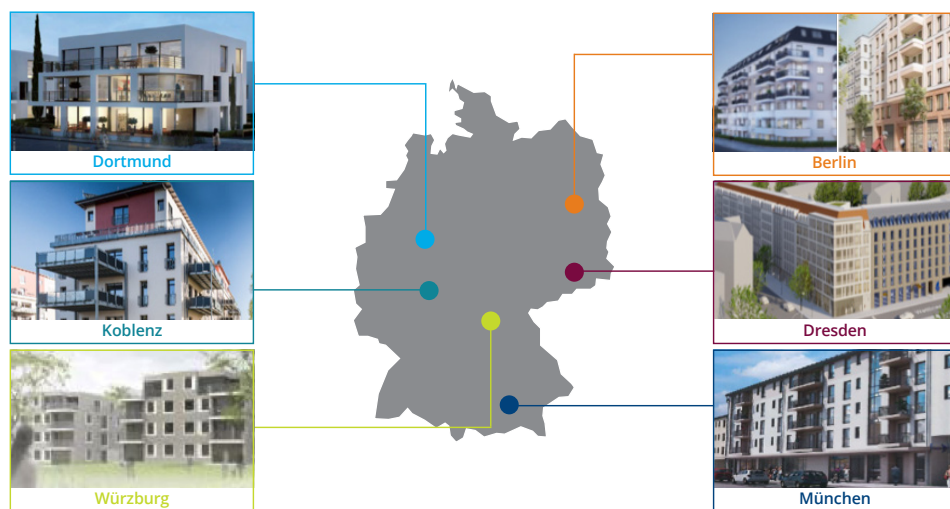 Dortmund
Koblenz
Würzburg
Berlin
Dresden
München